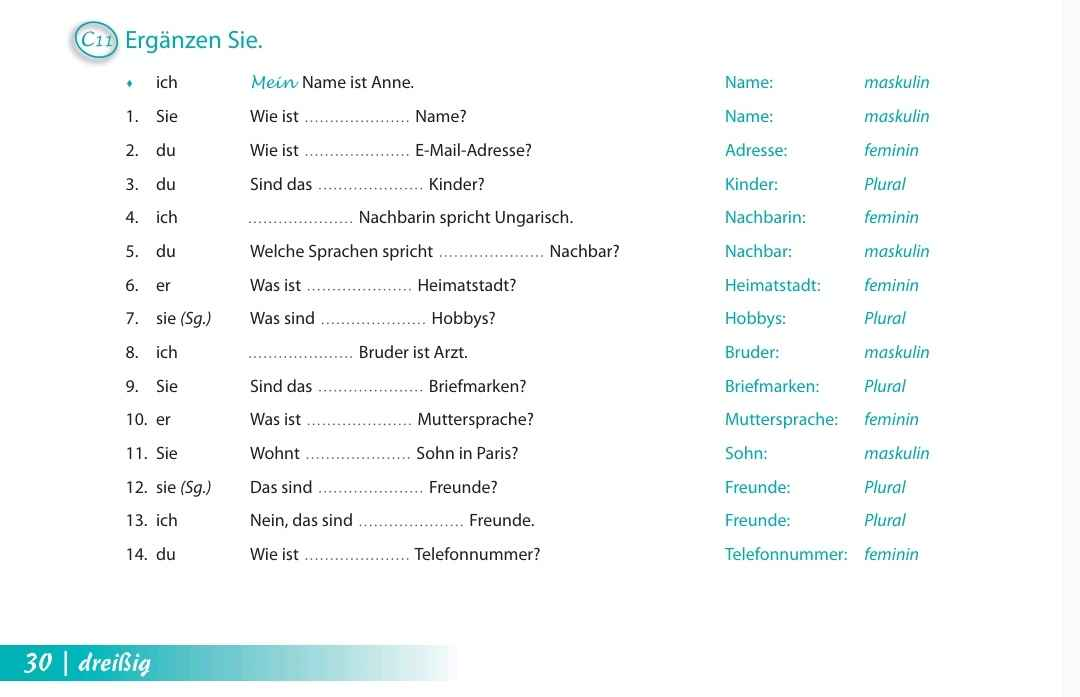 C11 Ergänzen Sie.
♦ ich Mein Name ist Anne. Name: maskulin
1. Sie Wie ist ..................... Name? Name: maskulin
2. du Wie ist ..................... E-Mail-Adresse? Adresse: feminin
3. du Sind das ..................... Kinder? Kinder: Plural
4. ich ..................... Nachbarin spricht Ungarisch. Nachbarin: feminin
5. du Welche Sprachen spricht ..................... Nachbar? Nachbar: maskulin
6. er Was ist ..................... Heimatstadt? Heimatstadt: feminin
7. sie (Sg.) Was sind ..................... Hobbys? Hobbys: Plural
8. ich ..................... Bruder ist Arzt. Bruder: maskulin
9. Sie Sind das ..................... Briefmarken? Briefmarken: Plural
10. er Was ist ..................... Muttersprache? Muttersprache: feminin
11. Sie Wohnt ..................... Sohn in Paris? Sohn: maskulin
12. sie (Sg.) Das sind ..................... Freunde? Freunde: Plural
13. ich Nein, das sind ..................... Freunde. Freunde: Plural
14. du Wie ist ..................... Telefonnummer? Telefonnummer: feminin
30 | dreißig